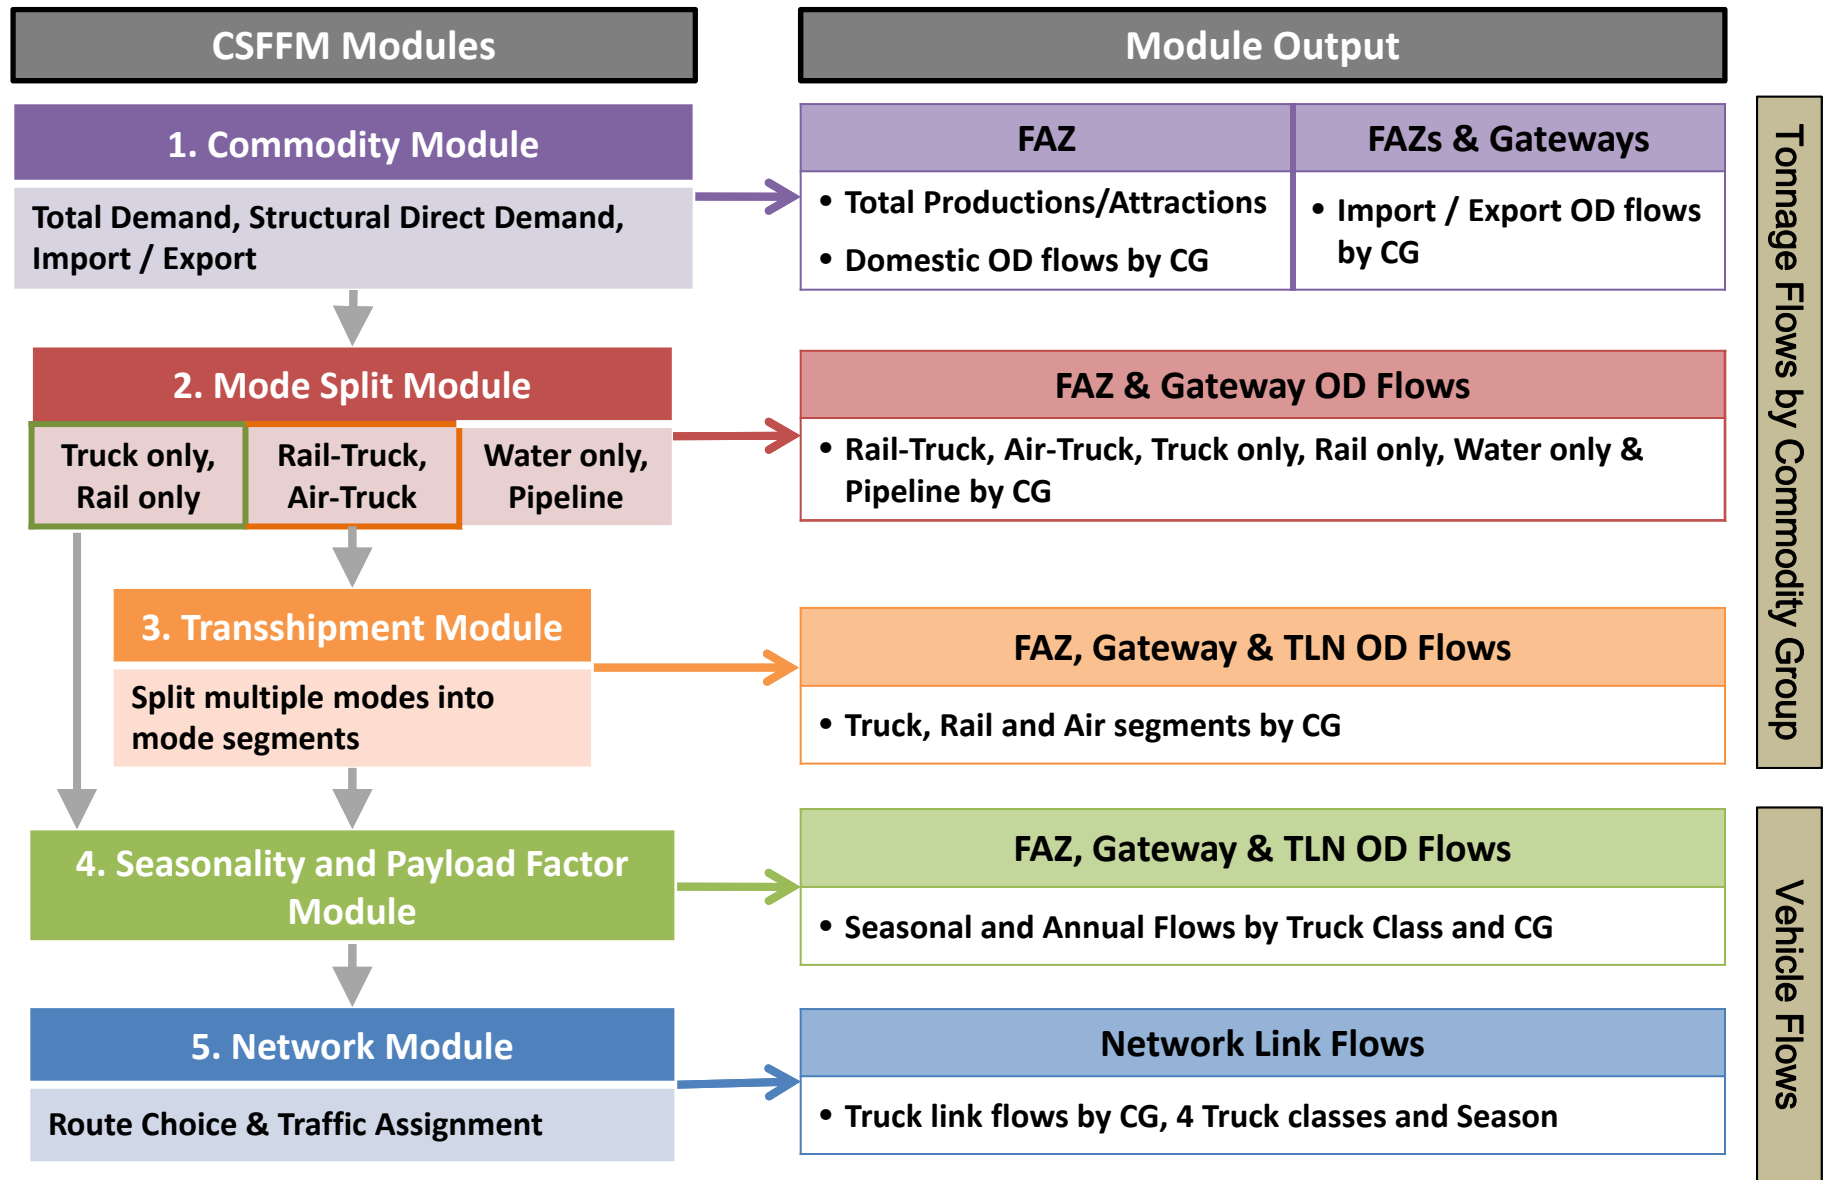 CSFFM Modules
Module Output
1. Commodity Module
Total Demand, Structural Direct Demand,
Import / Export
FAZ
FAZs & Gateways
• Total Productions/Attractions
• Domestic OD flows by CG
• Import / Export OD flows
by CG
2. Mode Split Module
Truck only,
Rail only
Rail-Truck,
Air-Truck
Water only,
Pipeline
FAZ & Gateway OD Flows
• Rail-Truck, Air-Truck, Truck only, Rail only, Water only &
Pipeline by CG
3. Transshipment Module
Split multiple modes into
mode segments
FAZ, Gateway & TLN OD Flows
• Truck, Rail and Air segments by CG
Tonnage Flows by Commodity Group
4. Seasonality and Payload Factor
Module
FAZ, Gateway & TLN OD Flows
• Seasonal and Annual Flows by Truck Class and CG
5. Network Module
Route Choice & Traffic Assignment
Network Link Flows
• Truck link flows by CG, 4 Truck classes and Season
Vehicle Flows